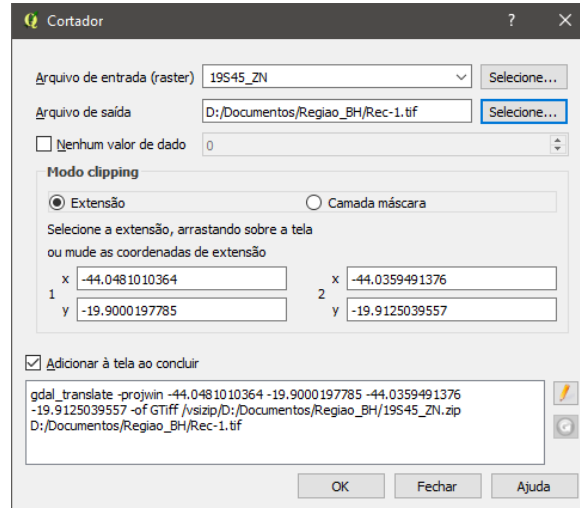 Cortador ? ×
Arquivo de entrada (raster) 19S45_ZN Selecione...
Arquivo de saída D:/Documentos/Regiao_BH/Rec-1.tif Selecione...
Nenhum valor de dado 0
Modo clipping
Extensão Camada máscara
Selecione a extensão, arrastando sobre a tela
ou mude as coordenadas de extensão
x -44.0481010364 x -44.0359491376
1 2
y -19.9000197785 y -19.9125039557
Adicionar à tela ao concluir
gdal_translate -projwin -44.0481010364 -19.9000197785 -44.0359491376
-19.9125039557 -of GTiff /vsizip/D:/Documentos/Regiao_BH/19S45_ZN.zip
D:/Documentos/Regiao_BH/Rec-1.tif
OK Fechar Ajuda